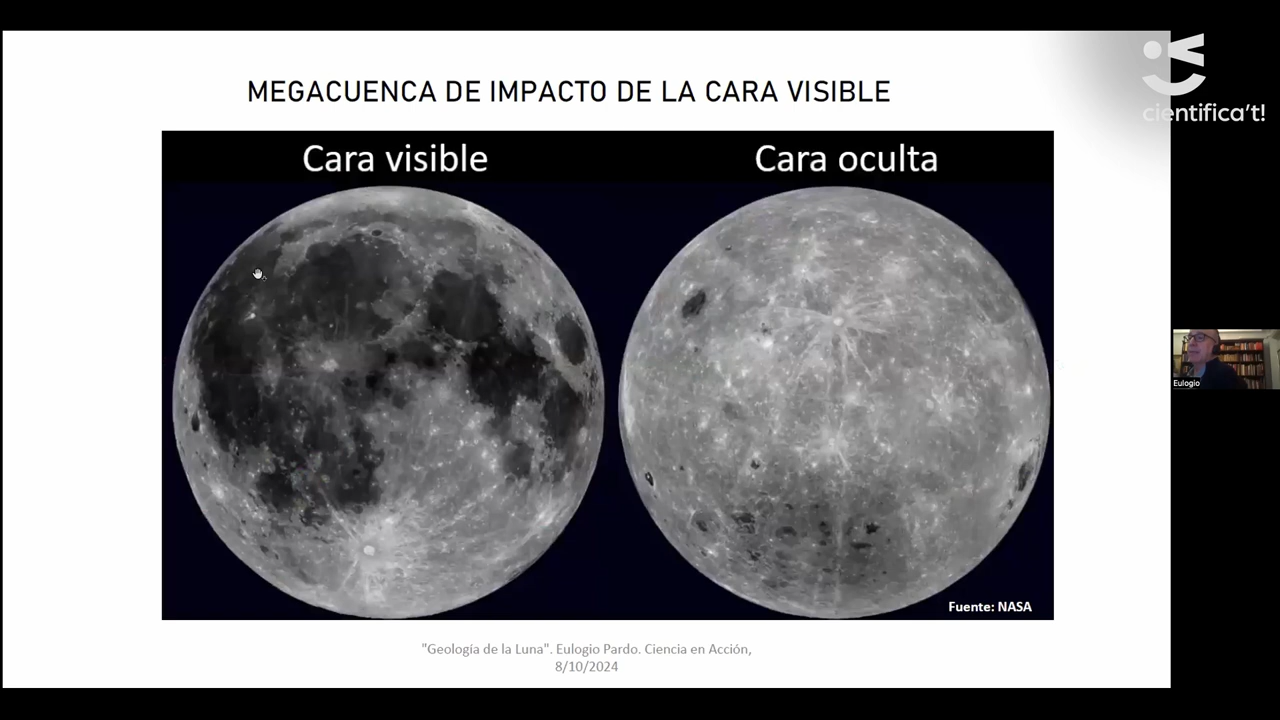 MEGACUENCA DE IMPACTO DE LA CARA VISIBLE
cientifica't!
Cara visible
Cara oculta
Eulogio
Fuente: NASA
"Geología de la Luna". Eulogio Pardo. Ciencia en Acción,
8/10/2024